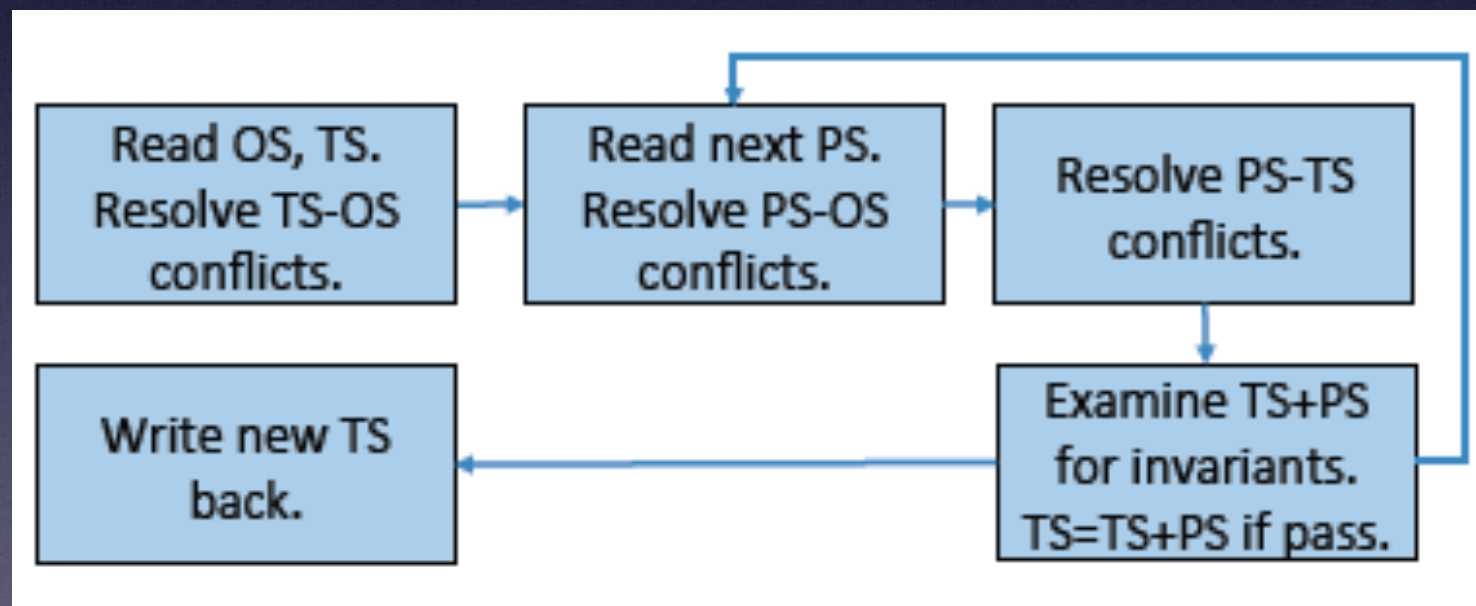 Read OS, TS.
Resolve TS-OS
conflicts.
Read next PS.
Resolve PS-OS
conflicts.
Resolve PS-TS
conflicts.
Examine TS+PS
for invariants.
TS=TS+PS if pass.
Write new TS
back.